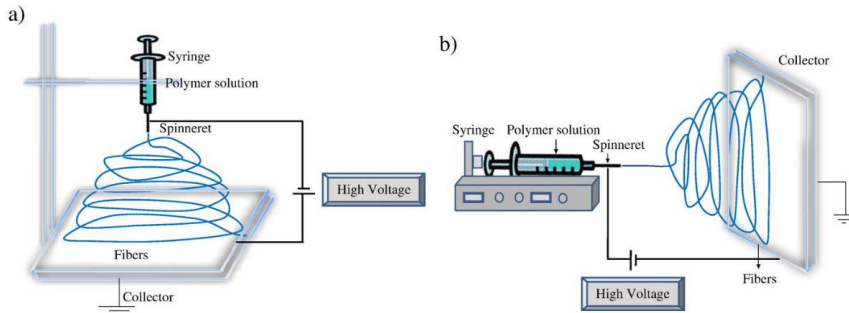 a)
Syringe
Polymer solution
Spinneret
High Voltage
Fibers
Collector
b)
Collector
Polymer solution
Syringe
Spinneret
Fibers
High Voltage